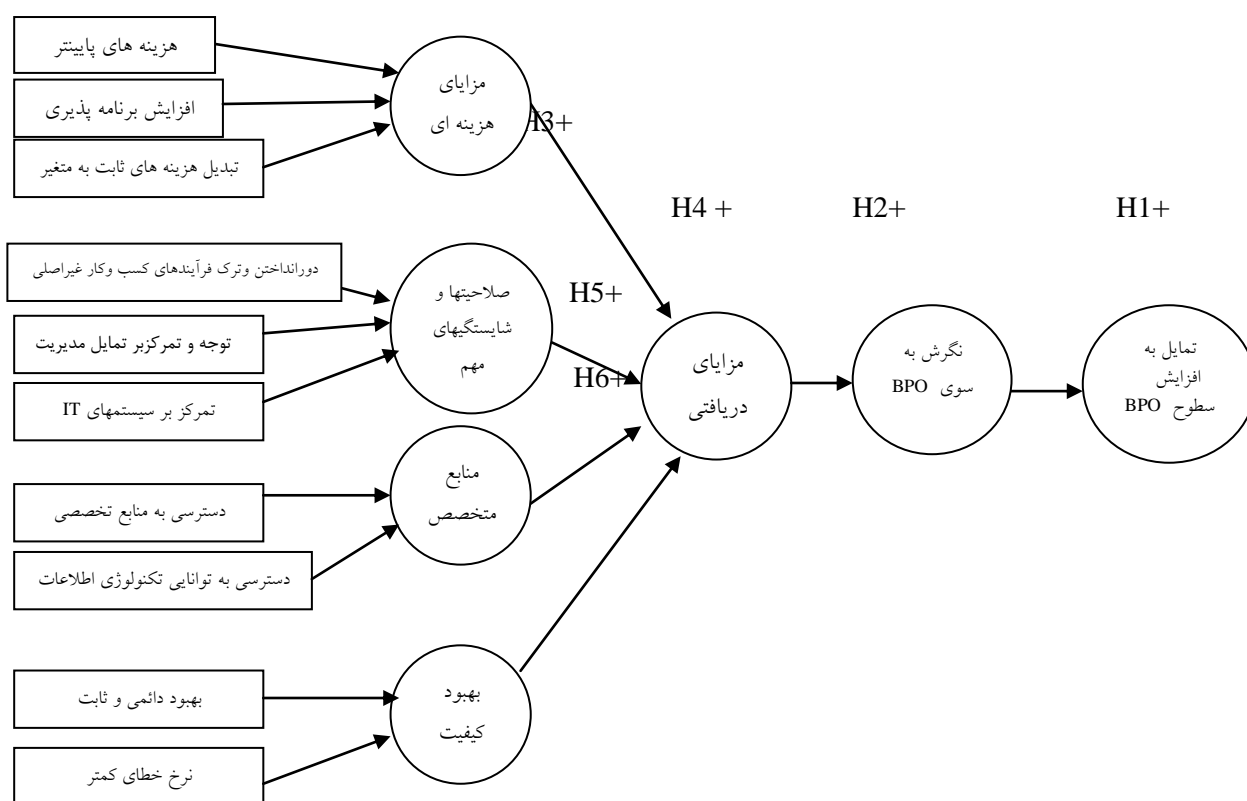 هزینه های پایینتر
افزایش برنامه پذیری
تبدیل هزینه های ثابت به متغیر
مزایای
هزینه ای
H3+
H4 +
H2+
H1+
دورانداختن وترک فرآیندهای کسب وکار غیراصلی
توجه و تمرکزبر تمایل مدیریت
تمرکز بر سیستمهای IT
صلاحیتها و
شایستگیهای
مهم
H5+
H6+
مزایای
دریافتی
نگرش به
سوی BPO
تمایل به
افزایش
سطوح BPO
دسترسی به منابع تخصصی
دسترسی به توانایی تکنولوژی اطلاعات
منابع
متخصص
بهبود دائمی و ثابت
نرخ خطای کمتر
بهبود
کیفیت